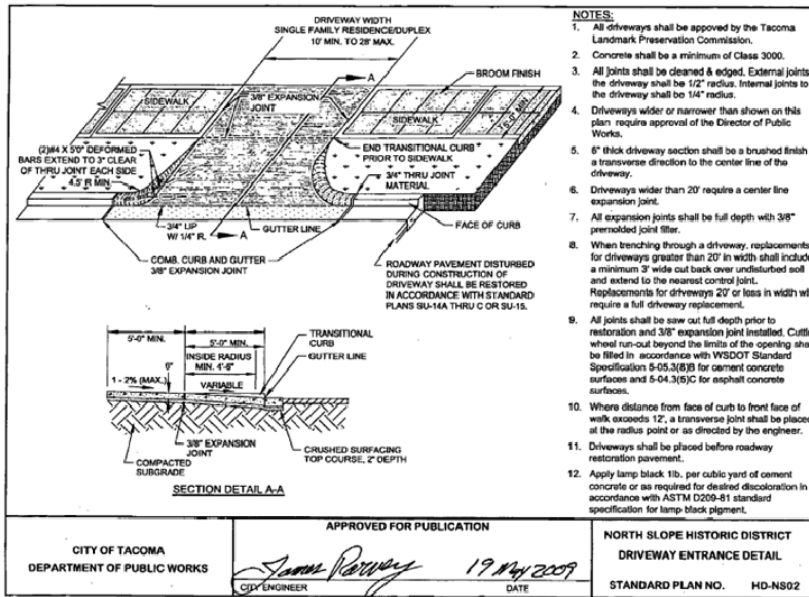 DRIVEWAY WIDTH
SINGLE FAMILY RESIDENCE/DUPLEX
10' MIN. TO 28' MAX.
A
BROOM FINISH
3/8" EXPANSION
JOINT
SIDEWALK
SIDEWALK
5'-0" MIN
(2)#4 X 5'0" DEFORMED
BARS EXTEND TO 3" CLEAR
OF THRU JOINT EACH SIDE
4.5' R MIN
END TRANSITIONAL CURB
PRIOR TO SIDEWALK
3/4" THRU JOINT
MATERIAL
3/4" LIP
W/ 1/4" R.
A
GUTTER LINE
FACE OF CURB
COMB. CURB AND GUTTER
3/8" EXPANSION JOINT
ROADWAY PAVEMENT DISTURBED
DURING CONSTRUCTION OF
DRIVEWAY SHALL BE RESTORED
IN ACCORDANCE WITH STANDARD
PLANS SU-14A THRU C OR SU-15.
5'-0" MIN.
5'-0" MIN.
TRANSITIONAL
CURB
INSIDE RADIUS
MIN. 4'-6"
GUTTER LINE
6"
1 - 2% (MAX.)
VARIABLE
3/8" EXPANSION
JOINT
COMPACTED
SUBGRADE
CRUSHED SURFACING
TOP COURSE, 2" DEPTH
SECTION DETAIL A-A
NOTES:
1. All driveways shall be appoved by the Tacoma
Landmark Preservation Commission.
2. Concrete shall be a minimum of Class 3000.
3. All joints shall be cleaned & edged. External joints
the driveway shall be 1/2" radius. Internal joints to
the driveway shall be 1/4" radius.
4. Driveways wider or narrower than shown on this
plan require approval of the Director of Public
Works.
5. 6" thick driveway section shall be a brushed finish
a transverse direction to the center line of the
driveway.
6. Driveways wider than 20' require a center line
expansion joint.
7. All expansion joints shall be full depth with 3/8"
premolded joint filler.
8. When trenching through a driveway, replacements
for driveways greater than 20' in width shall include
a minimum 3' wide cut back over undisturbed soil
and extend to the nearest control joint.
Replacements for driveways 20' or less in width wi
require a full driveway replacement.
9. All joints shall be saw cut full depth prior to
restoration and 3/8" expansion joint installed. Cutti
wheel run-out beyond the limits of the opening sha
be filled in accordance with WSDOT Standard
Specification 5-05.3(8)B for cement concrete
surfaces and 5-04.3(5)C for asphalt concrete
surfaces.
10. Where distance from face of curb to front face of
walk exceeds 12', a transverse joint shall be placed
at the radius point or as directed by the engineer.
11. Driveways shall be placed before roadway
restoration pavement.
12. Apply lamp black 1lb. per cubic yard of cement
concrete or as required for desired discoloration in
accordance with ASTM D209-81 standard
specification for lamp black pigment.
CITY OF TACOMA
DEPARTMENT OF PUBLIC WORKS
APPROVED FOR PUBLICATION
19 May 2009
CITY ENGINEER
DATE
NORTH SLOPE HISTORIC DISTRICT
DRIVEWAY ENTRANCE DETAIL
STANDARD PLAN NO. HD-NS02